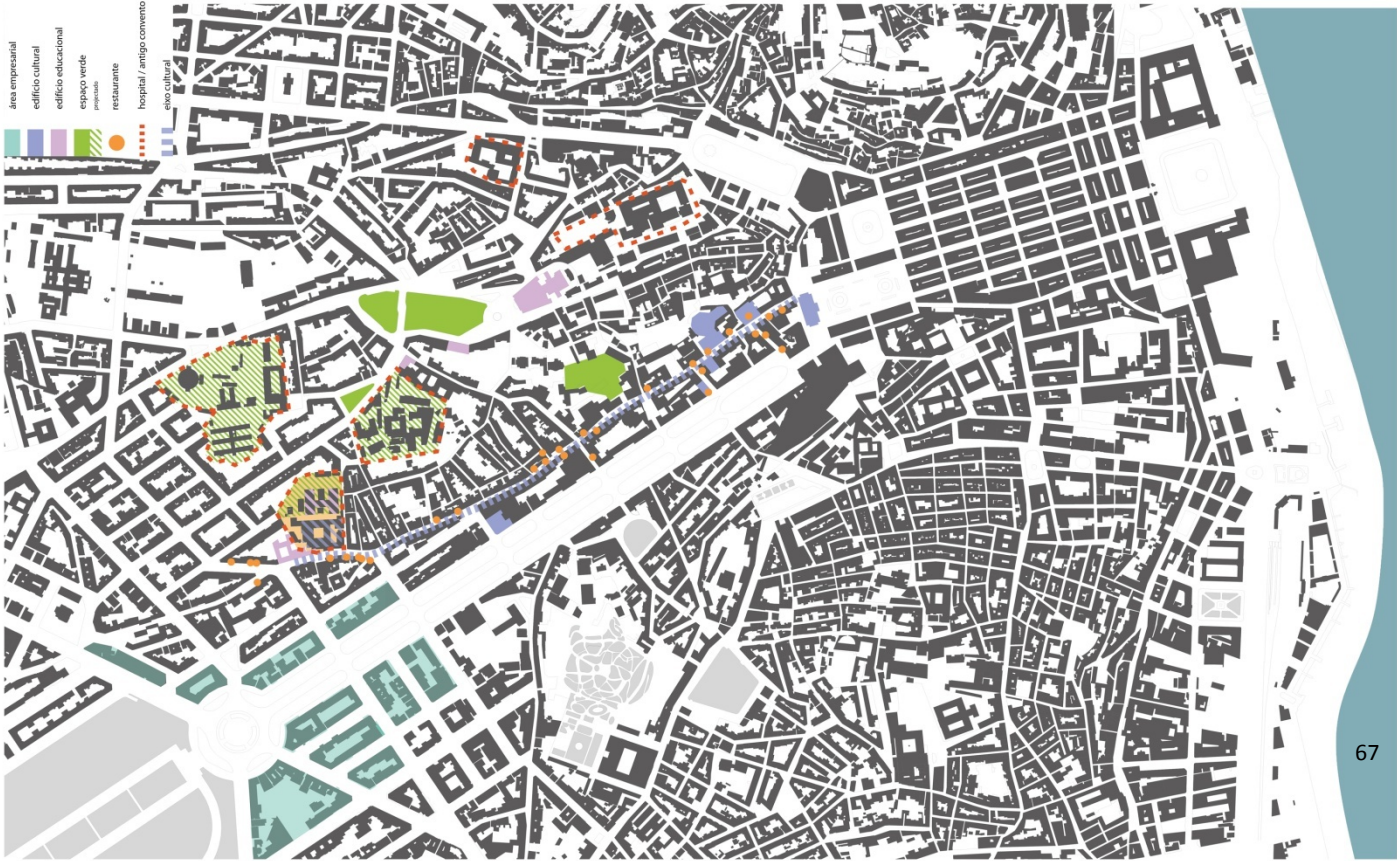 área empresarial
edifício cultural
edifício educacional
espaço verde
projectado
restaurante
hospital / antigo convento
eixo cultural
67